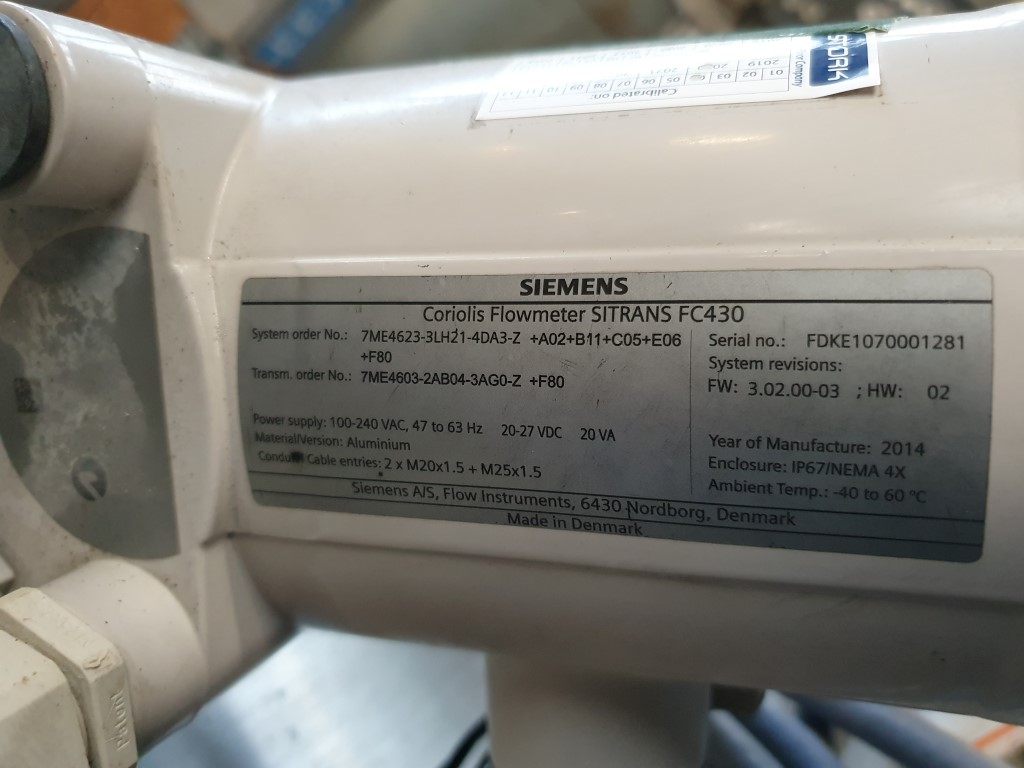 STORK
Company
2019
01 02 03 05 06 07 08 09 10 11
Calibrated on:
SIEMENS
Coriolis Flowmeter SITRANS FC430
System order No.: 7ME4623-3LH21-4DA3-Z +A02+B11+C05+E06
+F80
Transm. order No.: 7ME4603-2AB04-3AG0-Z +F80
Power supply: 100-240 VAC, 47 to 63 Hz 20-27 VDC 20 VA
Material Version: Aluminium
Cable entries: 2 x M20x1.5 + M25x1.5
Serial no.: FDKE1070001281
System revisions:
FW: 3.02.00-03 ; HW: 02
Year of Manufacture: 2014
Enclosure: IP67/NEMA 4X
Ambient Temp.: -40 to 60 °C
Siemens A/S, Flow Instruments, 6430 Nordborg, Denmark
Made in Denmark